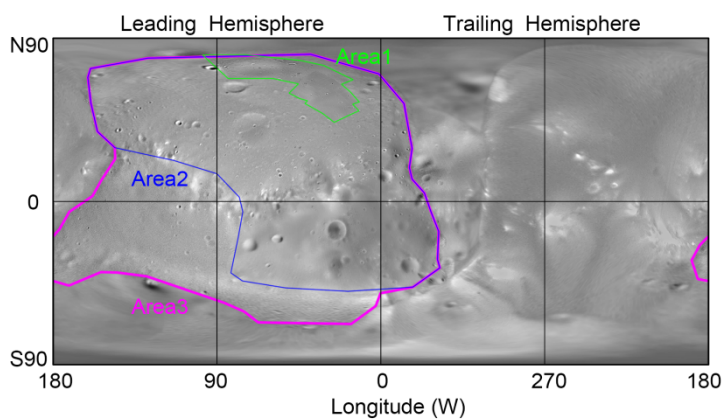 Leading Hemisphere Trailing Hemisphere
N90
Area1
Area2
0
Area3
S90
180 90 0 270 180
Longitude (W)